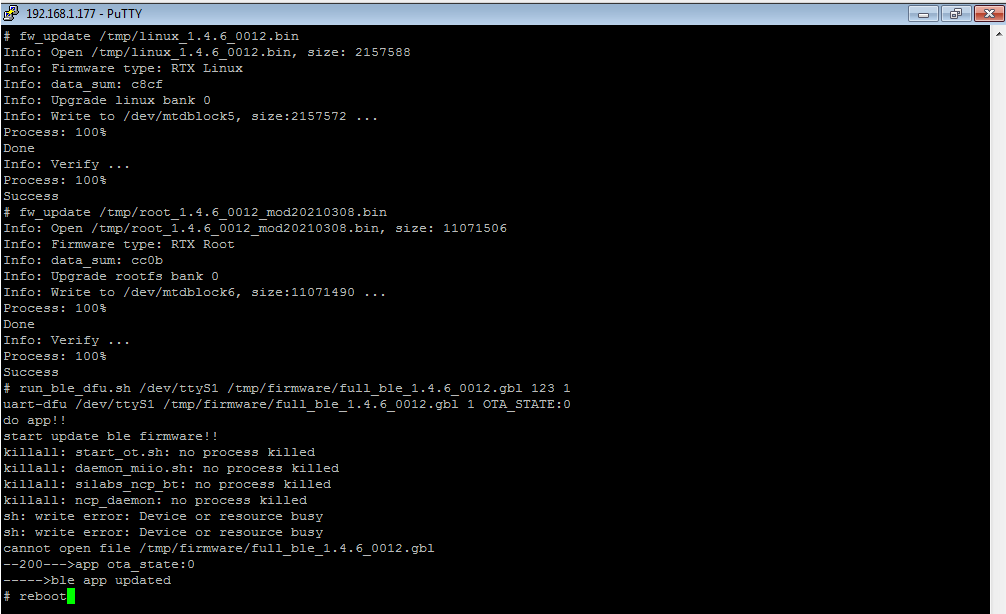 192.168.1.177 - PuTTY
# fw_update /tmp/linux_1.4.6_0012.bin
Info: Open /tmp/linux_1.4.6_0012.bin, size: 2157588
Info: Firmware type: RTX Linux
Info: data_sum: c8cf
Info: Upgrade linux bank 0
Info: Write to /dev/mtdblock5, size:2157572 ...
Process: 100%
Done
Info: Verify ...
Process: 100%
Success
# fw_update /tmp/root_1.4.6_0012_mod20210308.bin
Info: Open /tmp/root_1.4.6_0012_mod20210308.bin, size: 11071506
Info: Firmware type: RTX Root
Info: data_sum: cc0b
Info: Upgrade rootfs bank 0
Info: Write to /dev/mtdblock6, size:11071490 ...
Process: 100%
Done
Info: Verify ...
Process: 100%
Success
# run_ble_dfu.sh /dev/ttyS1 /tmp/firmware/full_ble_1.4.6_0012.gbl 123 1
uart-dfu /dev/ttyS1 /tmp/firmware/full_ble_1.4.6_0012.gbl 1 OTA_STATE:0
do app!!
start update ble firmware!!
killall: start_ot.sh: no process killed
killall: daemon_miio.sh: no process killed
killall: silabs_ncp_bt: no process killed
killall: ncp_daemon: no process killed
sh: write error: Device or resource busy
sh: write error: Device or resource busy
cannot open file /tmp/firmware/full_ble_1.4.6_0012.gbl
--200--->app ota_state:0
----->ble app updated
# reboot